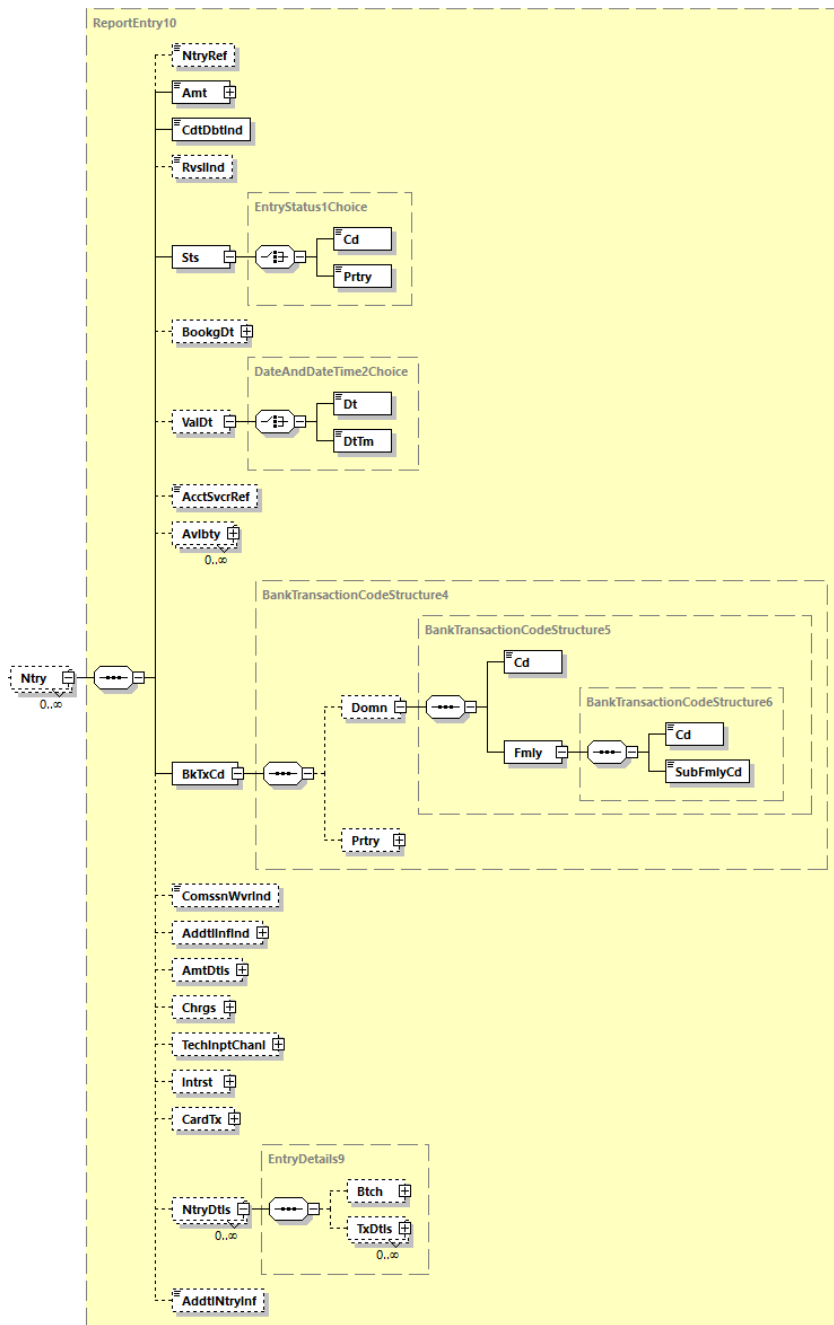 ReportEntry10
NtryRef
Amt
CdtDbtInd
RvslInd
EntryStatus1Choice
Cd
Sts
Prtry
BookgDt
DateAndDateTime2Choice
Dt
ValDt
DtTm
AcctSvcrRef
Avlbty
0..∞
BankTransactionCodeStructure4
BankTransactionCodeStructure5
Cd
Ntry
0..∞
BankTransactionCodeStructure6
Domn
Cd
Fmly
SubFmlyCd
BkTxCd
Prtry
ComssnWvrInd
AddtlInfInd
AmtDtls
Chrgs
TechInptChanl
Intrst
CardTx
EntryDetails9
Btch
NtryDtls
0..∞
TxDtls
0..∞
AddtlNtryInf